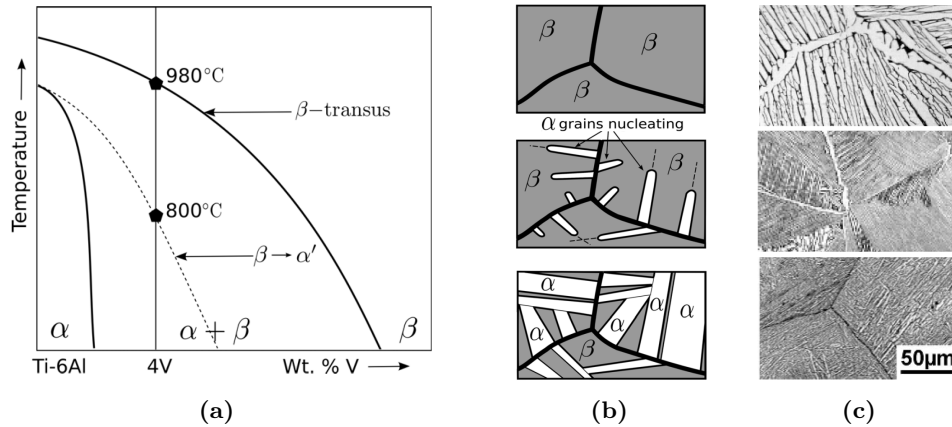 Temperature
980°C
β−transus
800°C
β → α′
α
α + β
β
Ti-6Al
4V
Wt. % V
(a)
β
β
β
α grains nucleating
β
β
α
α
α
α
α
β
(b)
50µm
(c)